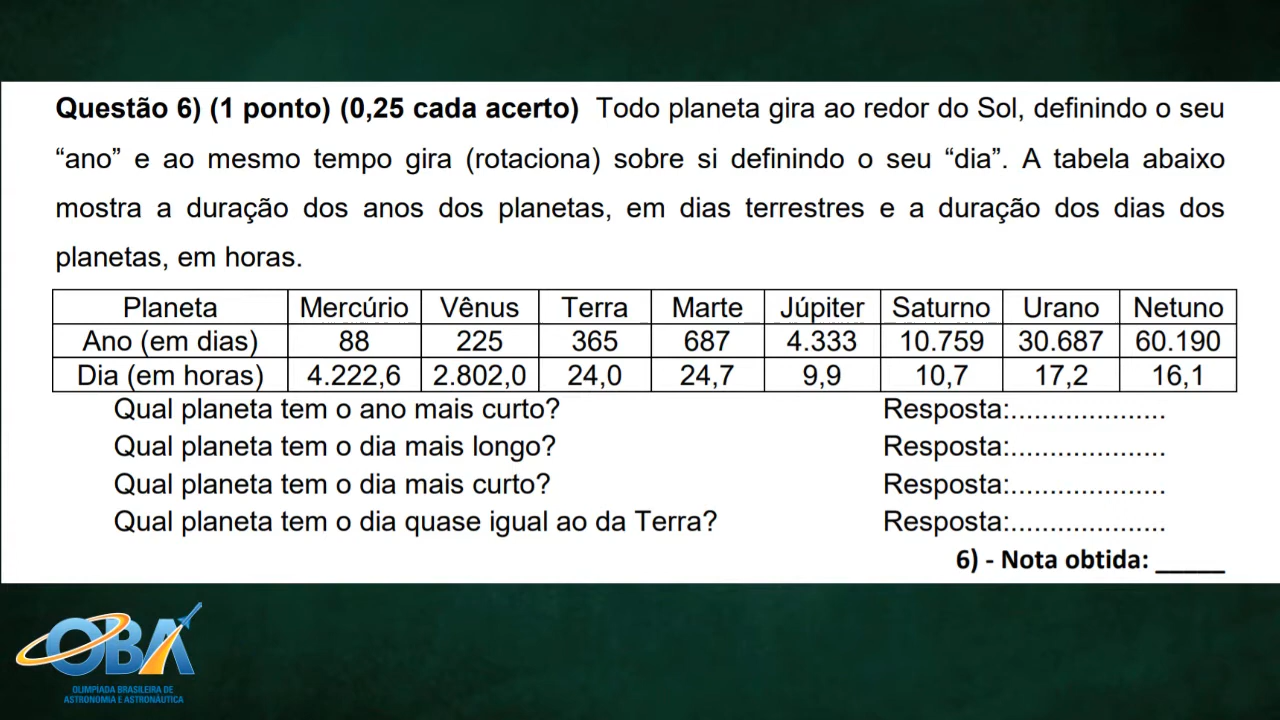 Questão 6) (1 ponto) (0,25 cada acerto) Todo planeta gira ao redor do Sol, definindo o seu
“ano” e ao mesmo tempo gira (rotaciona) sobre si definindo o seu “dia”. A tabela abaixo
mostra a duração dos anos dos planetas, em dias terrestres e a duração dos dias dos
planetas, em horas.
Planeta Mercúrio Vênus Terra Marte Júpiter Saturno Urano Netuno
Ano (em dias) 88 225 365 687 4.333 10.759 30.687 60.190
Dia (em horas) 4.222,6 2.802,0 24,0 24,7 9,9 10,7 17,2 16,1
Qual planeta tem o ano mais curto? Resposta:....................
Qual planeta tem o dia mais longo? Resposta:....................
Qual planeta tem o dia mais curto? Resposta:....................
Qual planeta tem o dia quase igual ao da Terra? Resposta:....................
6) - Nota obtida: _____
OBA
OLIMPÍADA BRASILEIRA DE
ASTRONOMIA E ASTRONÁUTICA